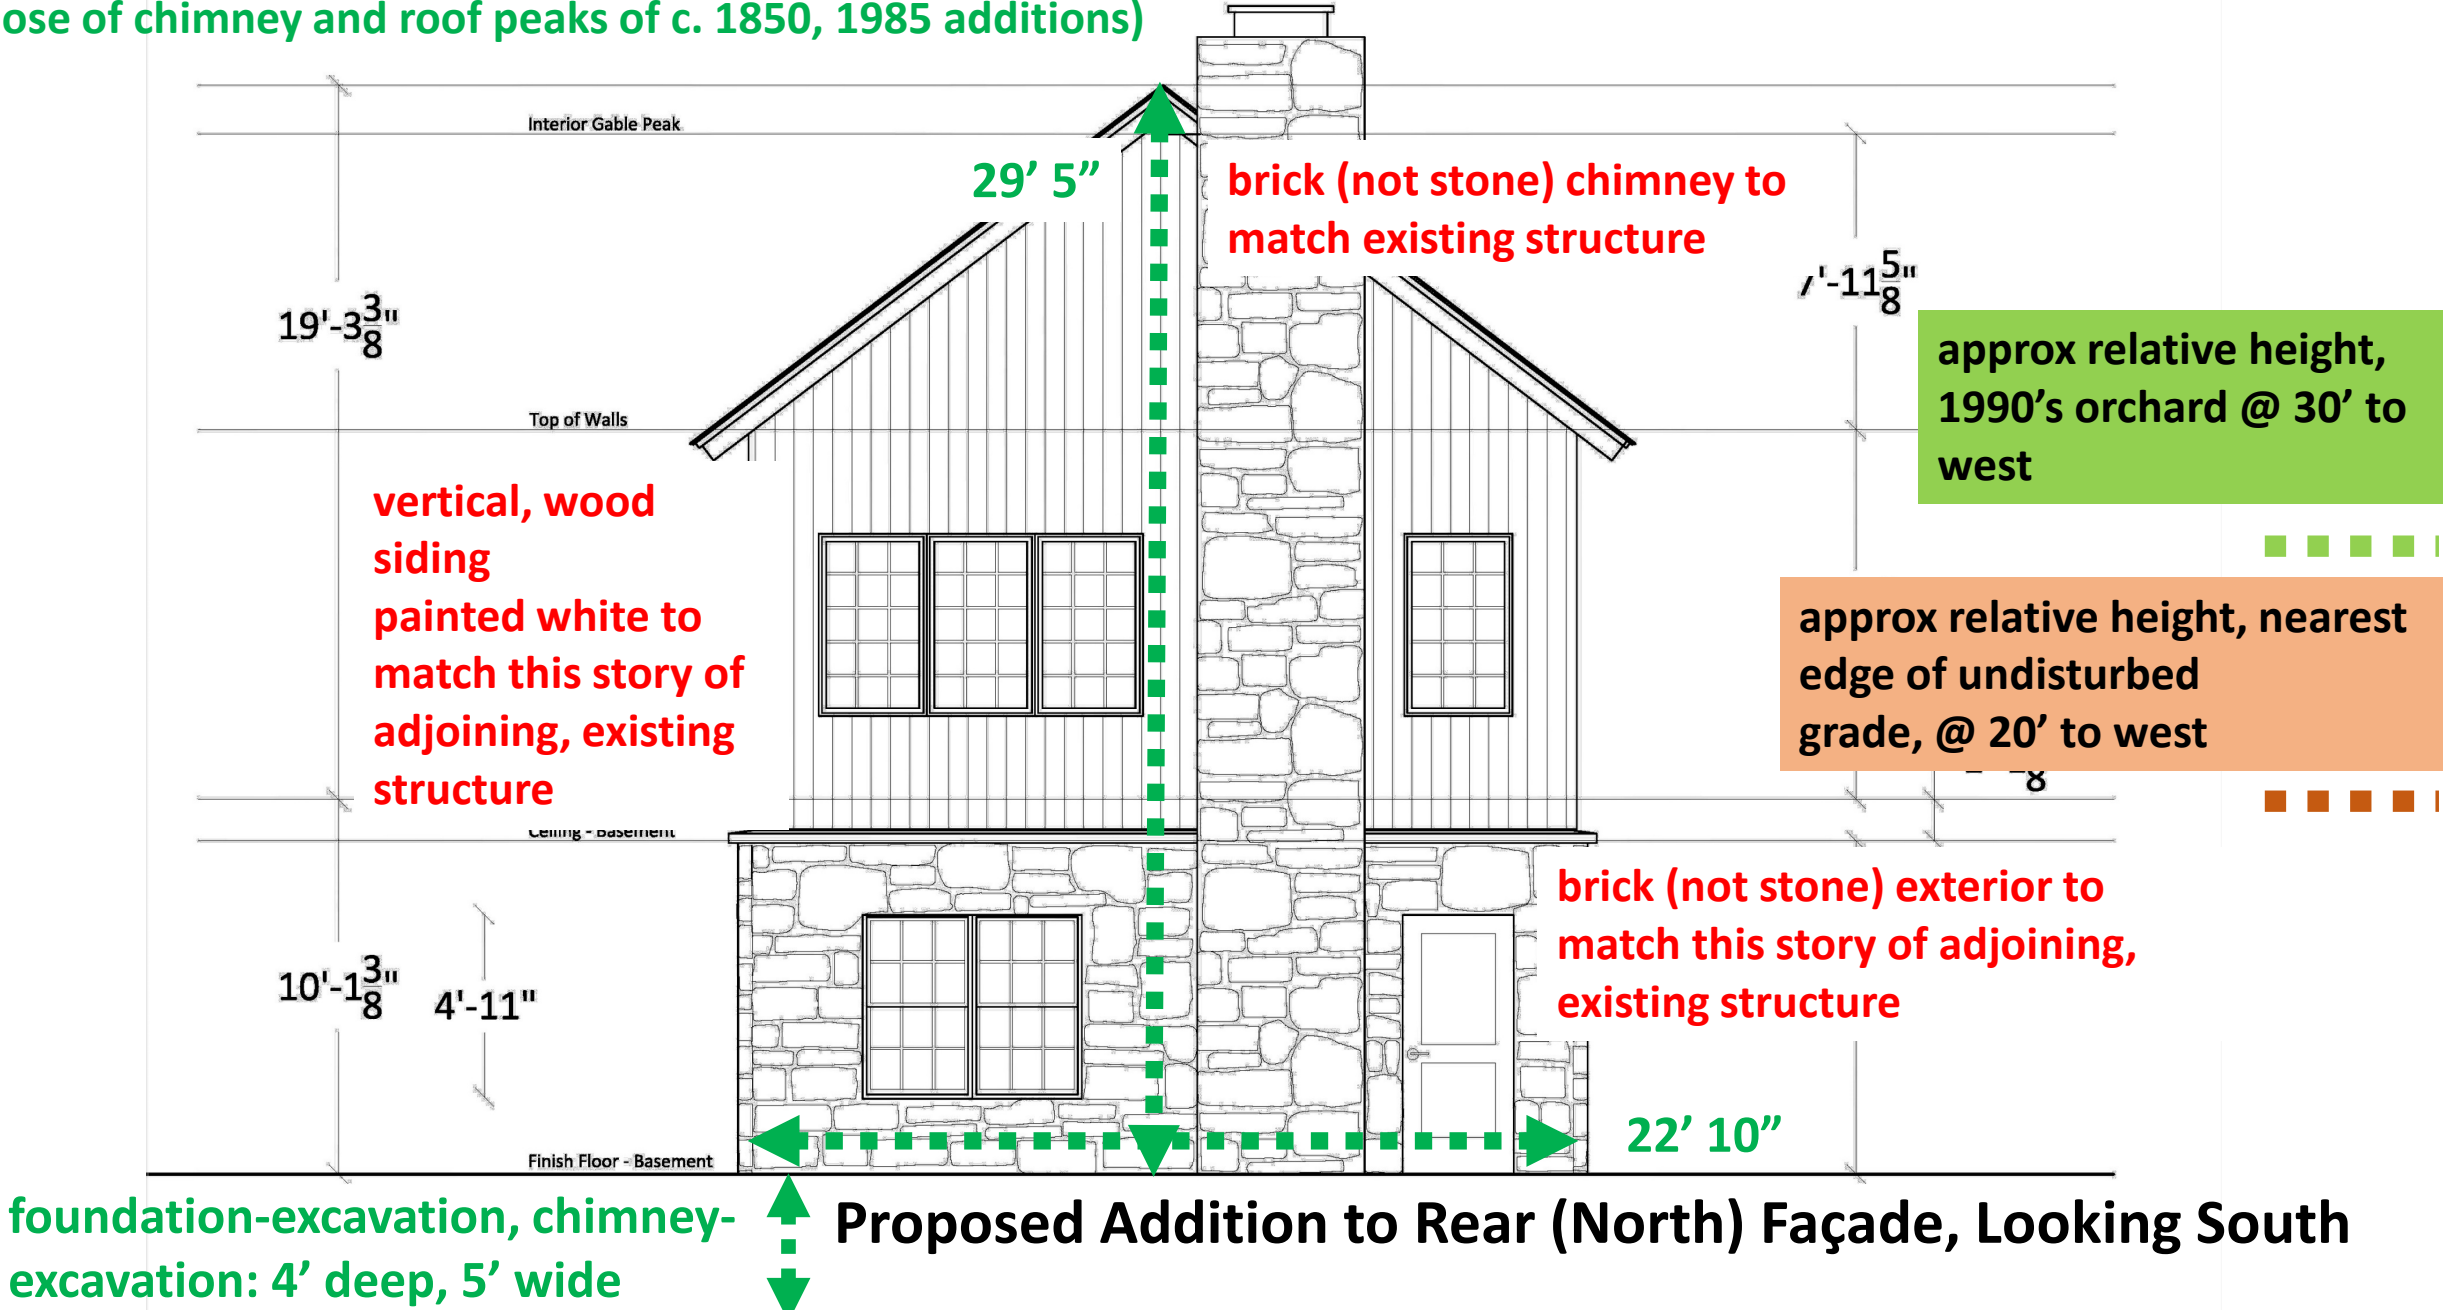 ose of chimney and roof peaks of c. 1850, 1985 additions)
Interior Gable Peak
29’ 5”
brick (not stone) chimney to
match existing structure
19'-3 3/8"
7'-11 5/8"
approx relative height,
1990’s orchard @ 30’ to
west
Top of Walls
vertical, wood
siding
painted white to
match this story of
adjoining, existing
structure
approx relative height, nearest
edge of undisturbed
grade, @ 20’ to west
8
Ceiling - Basement
brick (not stone) exterior to
match this story of adjoining,
existing structure
10'-1 3/8"
4'-11"
22’ 10”
Finish Floor - Basement
foundation-excavation, chimney-
excavation: 4’ deep, 5’ wide
Proposed Addition to Rear (North) Façade, Looking South